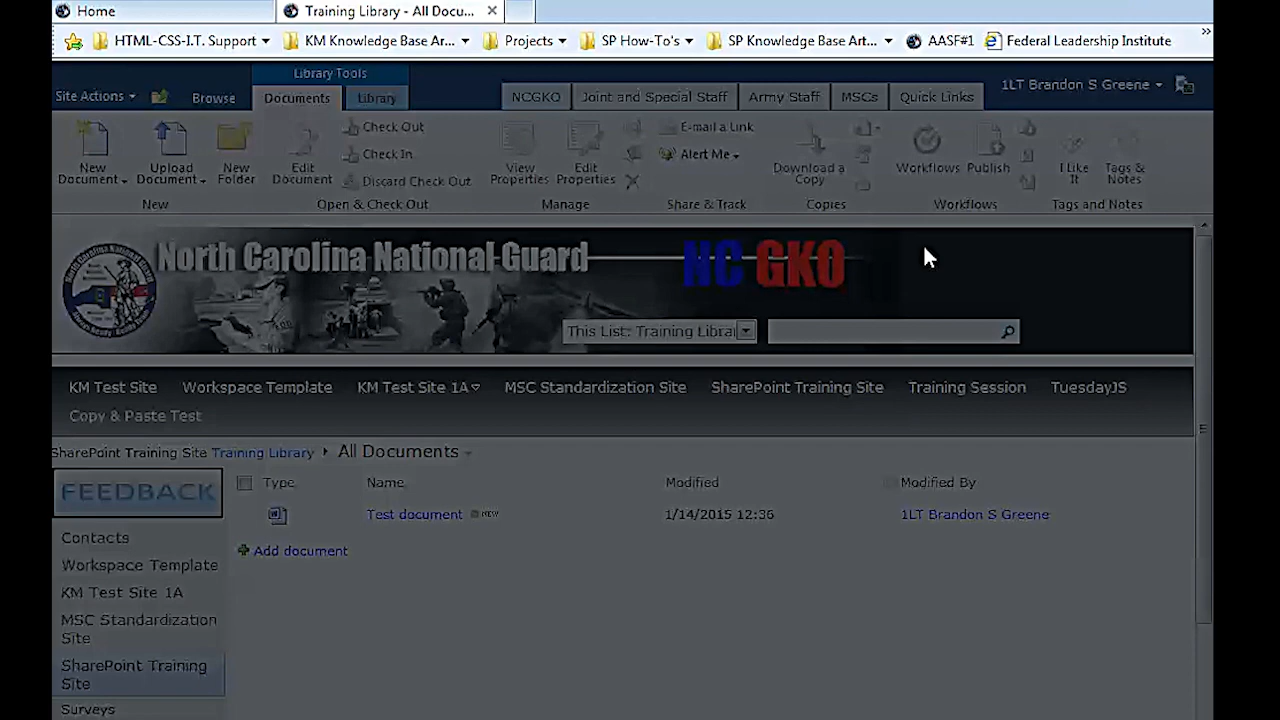 Home
Training Library - All Docu...
HTML-CSS-I.T. Support
KM Knowledge Base Ar...
Projects
SP How-To's
SP Knowledge Base Art...
AASF#1
Federal Leadership Institute
Library Tools
Site Actions
Browse
Documents
Library
NCGKO
Joint and Special Staff
Army Staff
MSCs
Quick Links
1LT Brandon S Greene
New Document
Upload Document
New Folder
Edit Document
Check Out
Check In
Discard Check Out
View Properties
Edit Properties
E-mail a Link
Alert Me
Download a Copy
Workflows
Publish
I Like It
Tags & Notes
New
Open & Check Out
Manage
Share & Track
Copies
Workflows
Tags and Notes
North Carolina National Guard
NC GKO
This List: Training Librar
KM Test Site
Workspace Template
KM Test Site 1A
MSC Standardization Site
SharePoint Training Site
Training Session
TuesdayJS
Copy & Paste Test
SharePoint Training Site Training Library
All Documents
FEEDBACK
Type
Name
Modified
Modified By
Test document
NEW
1/14/2015 12:36
1LT Brandon S Greene
Add document
Contacts
Workspace Template
KM Test Site 1A
MSC Standardization
Site
SharePoint Training
Site
Surveys